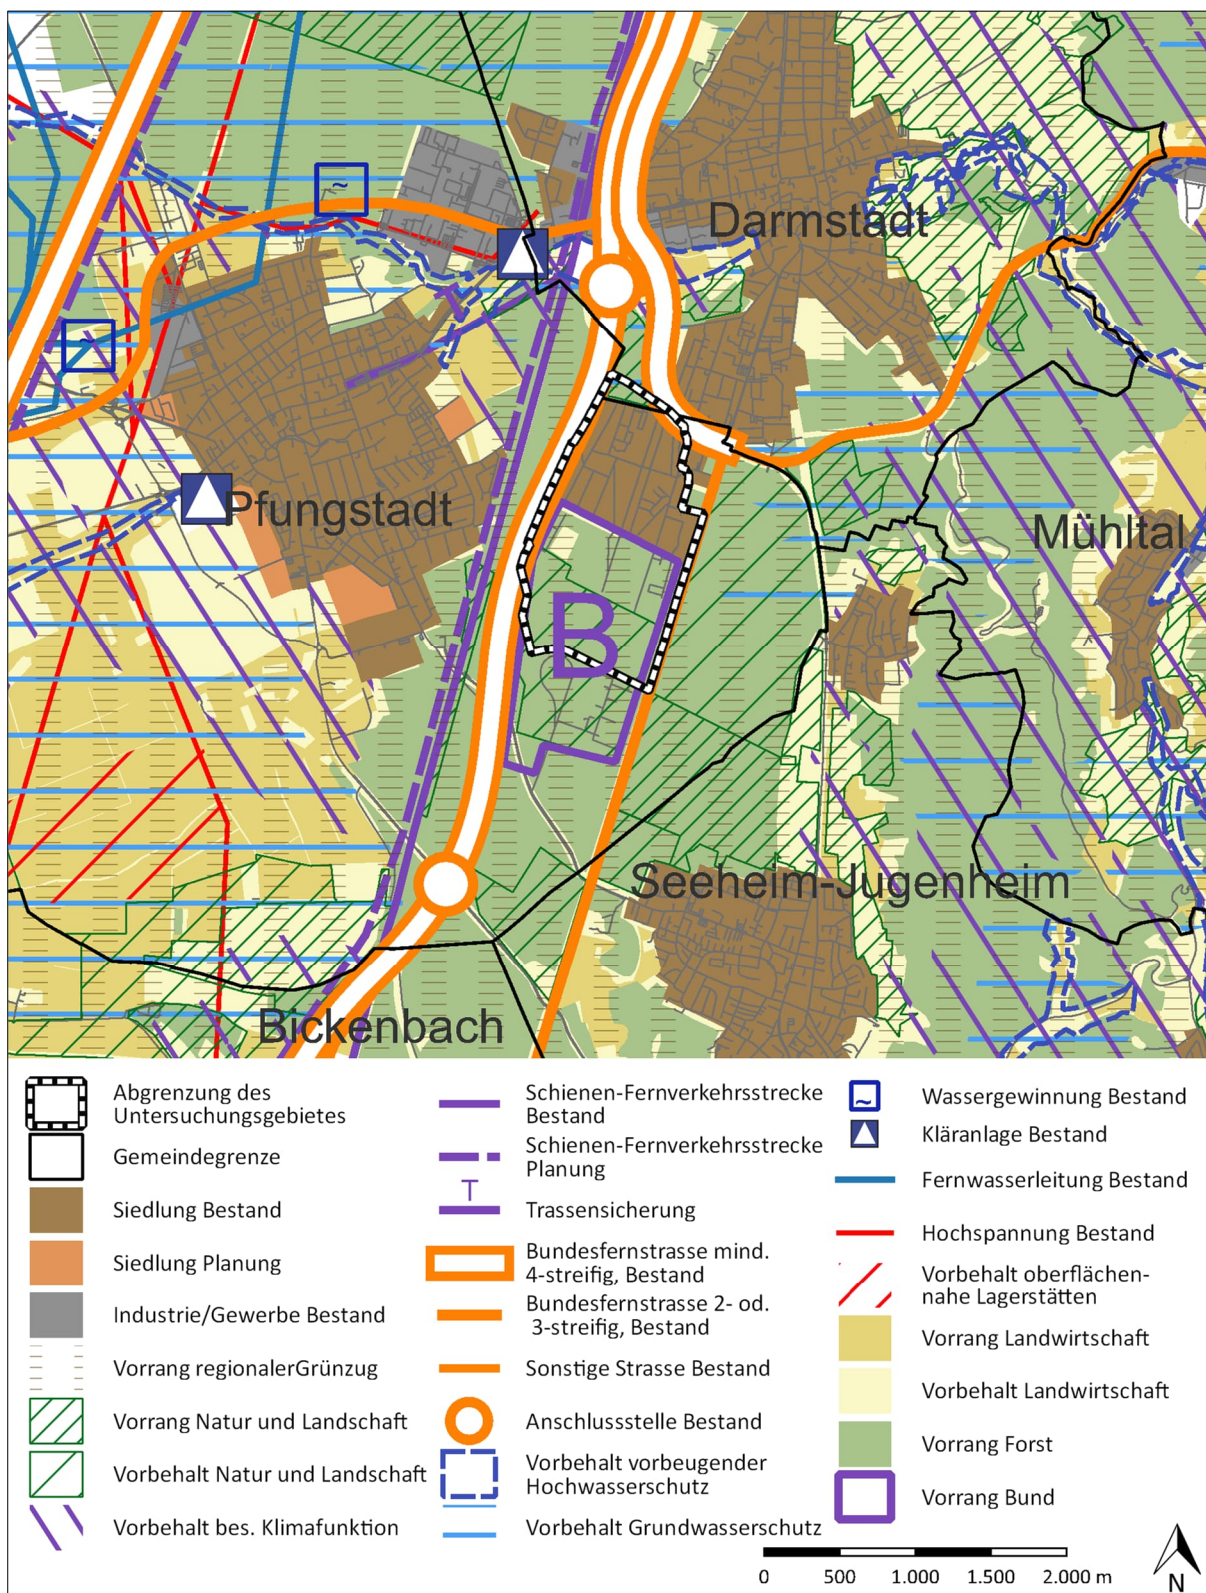 Darmstadt
Pfungstadt
Mühltal
B
Seeheim-Jugenheim
Bickenbach
Abgrenzung des
Untersuchungsgebietes
Gemeindegrenze
Siedlung Bestand
Siedlung Planung
Industrie/Gewerbe Bestand
Vorrang regionalerGrünzug
Vorrang Natur und Landschaft
Vorbehalt Natur und Landschaft
Vorbehalt bes. Klimafunktion
Schienen-Fernverkehrsstrecke
Bestand
Schienen-Fernverkehrsstrecke
Planung
T
Trassensicherung
Bundesfernstrasse mind.
4-streifig, Bestand
Bundesfernstrasse 2- od.
3-streifig, Bestand
Sonstige Strasse Bestand
Anschlussstelle Bestand
Vorbehalt vorbeugender
Hochwasserschutz
Vorbehalt Grundwasserschutz
Wassergewinnung Bestand
Kläranlage Bestand
Fernwasserleitung Bestand
Hochspannung Bestand
Vorbehalt oberflächen-
nahe Lagerstätten
Vorrang Landwirtschaft
Vorbehalt Landwirtschaft
Vorrang Forst
Vorrang Bund
0 500 1.000 1.500 2.000 m
N